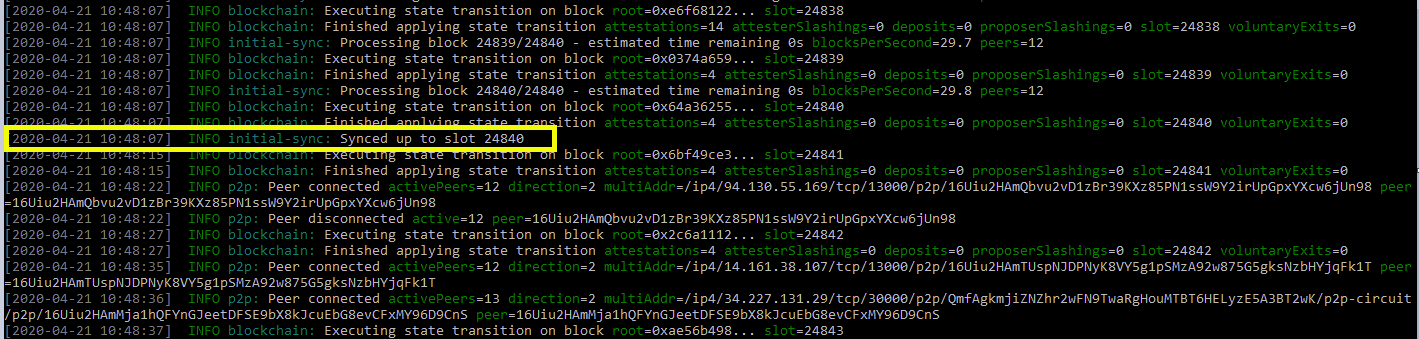 [2020-04-21 10:48:07]  INFO blockchain: Executing state transition on block root=0xe6f68122... slot=24838
[2020-04-21 10:48:07]  INFO blockchain: Finished applying state transition attestations=14 attesterSlashings=0 deposits=0 proposerSlashings=0 slot=24838 voluntaryExits=0
[2020-04-21 10:48:07]  INFO initial-sync: Processing block 24839/24840 - estimated time remaining 0s blocksPerSecond=29.7 peers=12
[2020-04-21 10:48:07]  INFO blockchain: Executing state transition on block root=0x0374a659... slot=24839
[2020-04-21 10:48:07]  INFO blockchain: Finished applying state transition attestations=4 attesterSlashings=0 deposits=0 proposerSlashings=0 slot=24839 voluntaryExits=0
[2020-04-21 10:48:07]  INFO initial-sync: Processing block 24840/24840 - estimated time remaining 0s blocksPerSecond=29.8 peers=12
[2020-04-21 10:48:07]  INFO blockchain: Executing state transition on block root=0x64a36255... slot=24840
[2020-04-21 10:48:07]  INFO blockchain: Finished applying state transition attestations=4 attesterSlashings=0 deposits=0 proposerSlashings=0 slot=24840 voluntaryExits=0
[2020-04-21 10:48:07]  INFO initial-sync: Synced up to slot 24840
[2020-04-21 10:48:15]  INFO blockchain: Executing state transition on block root=0x6bf49ce3... slot=24841
[2020-04-21 10:48:15]  INFO blockchain: Finished applying state transition attestations=4 attesterSlashings=0 deposits=0 proposerSlashings=0 slot=24841 voluntaryExits=0
[2020-04-21 10:48:22]  INFO p2p: Peer connected activePeers=12 direction=2 multiAddr=/ip4/94.130.55.169/tcp/13000/p2p/16Uiu2HAmQbvu2vD1zBr39KXz85PN1ssW9Y2irUpGpxYXcw6jUn98 peer
=16Uiu2HAmQbvu2vD1zBr39KXz85PN1ssW9Y2irUpGpxYXcw6jUn98
[2020-04-21 10:48:22]  INFO p2p: Peer disconnected active=12 peer=16Uiu2HAmQbvu2vD1zBr39KXz85PN1ssW9Y2irUpGpxYXcw6jUn98
[2020-04-21 10:48:27]  INFO blockchain: Executing state transition on block root=0x2c6a1112... slot=24842
[2020-04-21 10:48:27]  INFO blockchain: Finished applying state transition attestations=4 attesterSlashings=0 deposits=0 proposerSlashings=0 slot=24842 voluntaryExits=0
[2020-04-21 10:48:35]  INFO p2p: Peer connected activePeers=12 direction=2 multiAddr=/ip4/14.161.38.107/tcp/13000/p2p/16Uiu2HAmTUspNJDPNyK8VY5g1pSMzA92w875G5gksNzbHYjqFk1T peer
=16Uiu2HAmTUspNJDPNyK8VY5g1pSMzA92w875G5gksNzbHYjqFk1T
[2020-04-21 10:48:36]  INFO p2p: Peer connected activePeers=13 direction=2 multiAddr=/ip4/34.227.131.29/tcp/30000/p2p/QmfAgkmjiZNZhr2wFN9TwaRgHouMTBT6HELyzE5A3BT2wK/p2p-circuit
/p2p/16Uiu2HAmMja1hQFYnGJeetDFSE9bX8kJcuEbG8evCFxMY96D9CnS peer=16Uiu2HAmMja1hQFYnGJeetDFSE9bX8kJcuEbG8evCFxMY96D9CnS
[2020-04-21 10:48:37]  INFO blockchain: Executing state transition on block root=0xae56b498... slot=24843